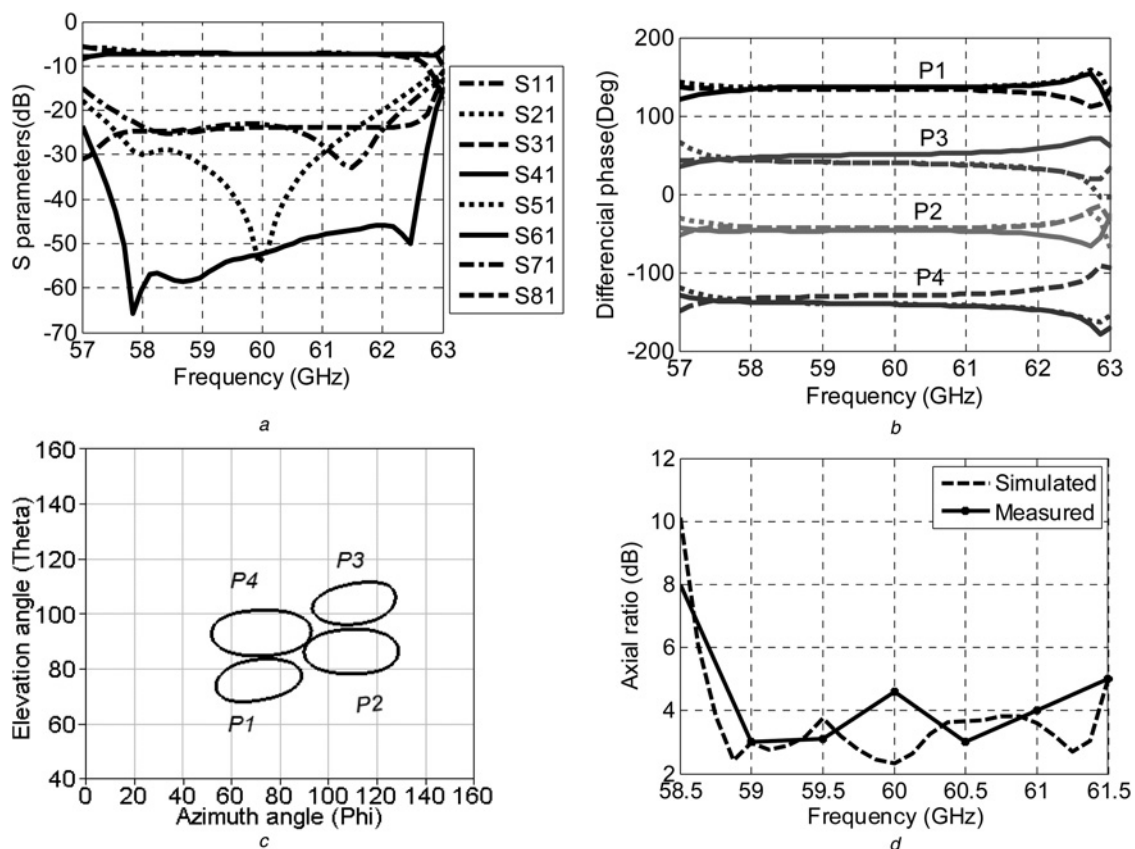 0
-10
-20
-30
-40
-50
-60
-70
S parameters(dB)
57 58 59 60 61 62 63
Frequency (GHz)
S11
S21
S31
S41
S51
S61
S71
S81
a
200
100
0
-100
-200
Differencial phase(Deg)
P1
P3
P2
P4
57 58 59 60 61 62 63
Frequency (GHz)
b
160
140
120
100
80
60
40
Elevation angle (Theta)
P4
P3
P1
P2
0 20 40 60 80 100 120 140 160
Azimuth angle (Phi)
c
12
10
8
6
4
2
Axial ratio (dB)
Simulated
Measured
58.5 59 59.5 60 60.5 61 61.5
Frequency (GHz)
d